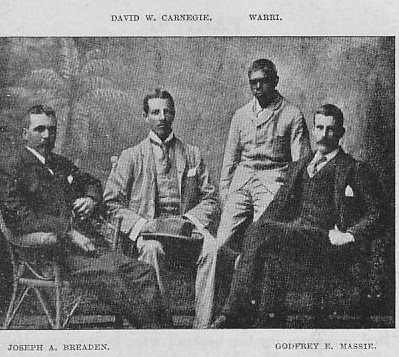 DAVID W. CARNEGIE. WARRI.
JOSEPH A. BREADEN. GODFREY E. MASSIE.